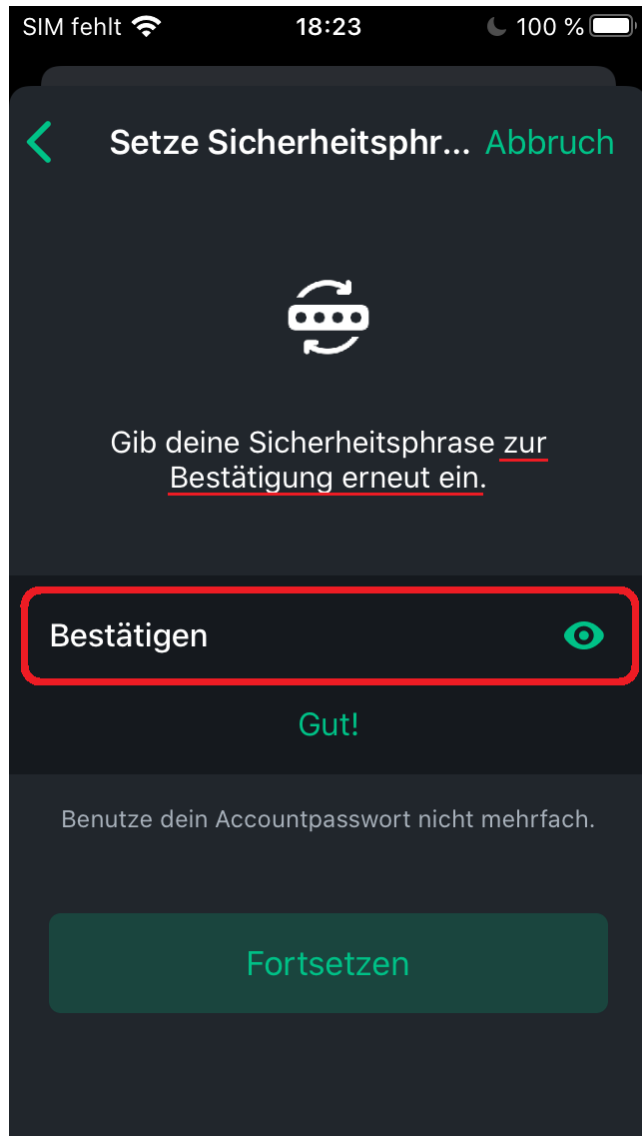 SIM fehlt 18:23 100 %
Setze Sicherheitsphr... Abbruch
Gib deine Sicherheitsphrase zur
Bestätigung erneut ein.
Bestätigen
Gut!
Benutze dein Accountpasswort nicht mehrfach.
Fortsetzen